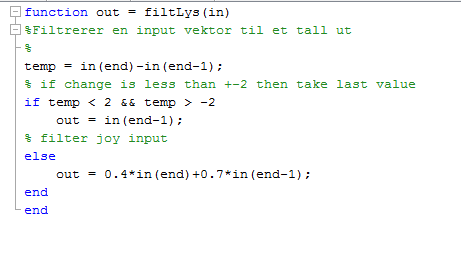 function out = filtLys(in)
%Filtrerer en input vektor til et tall ut
%
temp = in(end)-in(end-1);
% if change is less than +-2 then take last value
if temp < 2 && temp > -2
    out = in(end-1);
% filter joy input
else
    out = 0.4*in(end)+0.7*in(end-1);
end
end